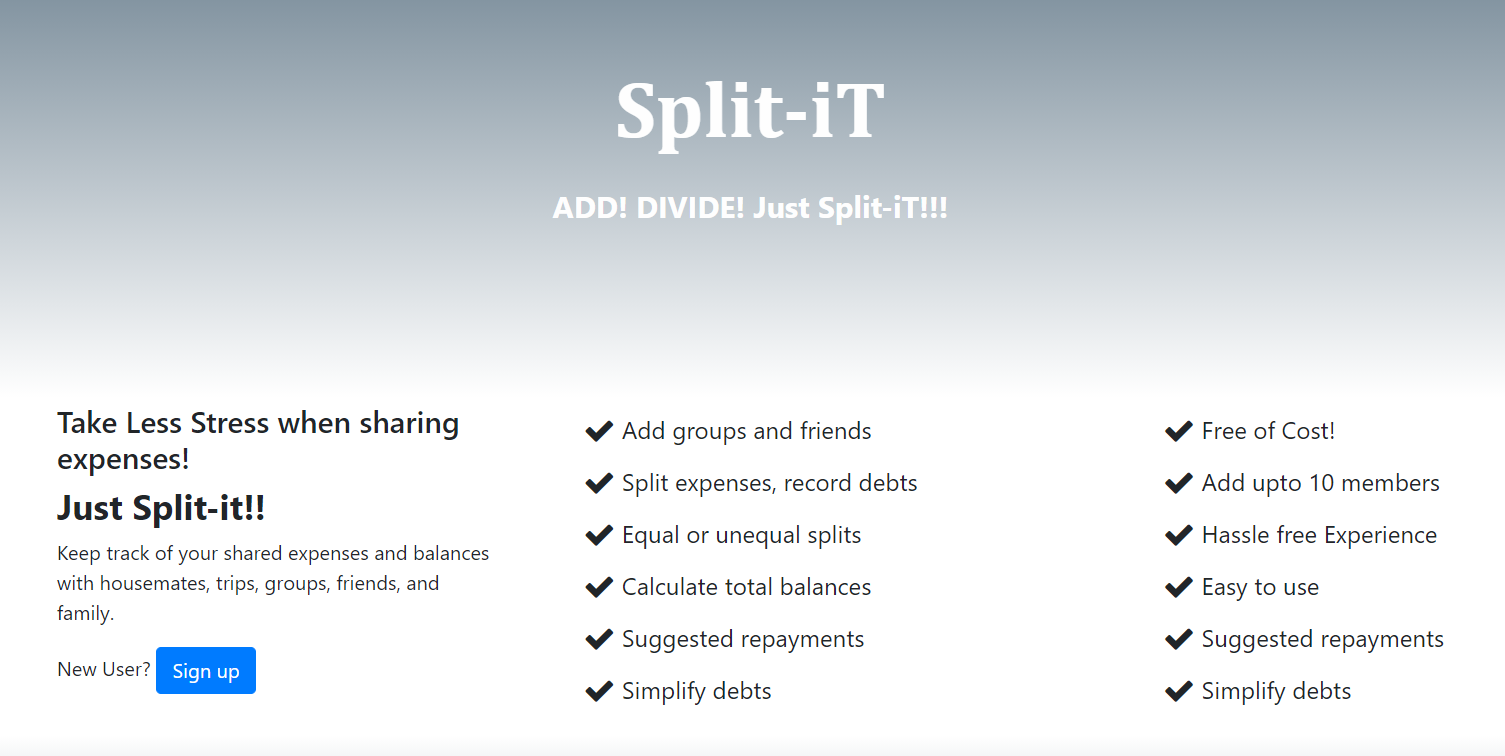 Split-iT
ADD! DIVIDE! Just Split-iT!!!
Take Less Stress when sharing
expenses!
Just Split-it!!
Keep track of your shared expenses and balances
with housemates, trips, groups, friends, and
family.
New User? Sign up
Add groups and friends
Split expenses, record debts
Equal or unequal splits
Calculate total balances
Suggested repayments
Simplify debts
Free of Cost!
Add upto 10 members
Hassle free Experience
Easy to use
Suggested repayments
Simplify debts